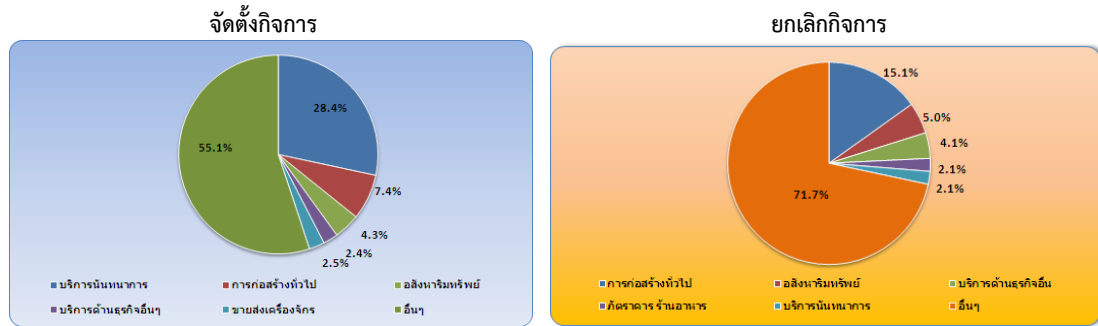 จัดตั้งกิจการ
28.4%
7.4%
4.3%
2.4%
2.5%
55.1%
บริการนันทนาการ
การก่อสร้างทั่วไป
อสังหาริมทรัพย์
บริการด้านธุรกิจอื่นๆ
ขายส่งเครื่องจักร
อื่นๆ
ยกเลิกกิจการ
15.1%
5.0%
4.1%
2.1%
2.1%
71.7%
การก่อสร้างทั่วไป
อสังหาริมทรัพย์
บริการด้านธุรกิจอื่น
ภัตราคาร ร้านอาหาร
บริการนันทนาการ
อื่นๆ